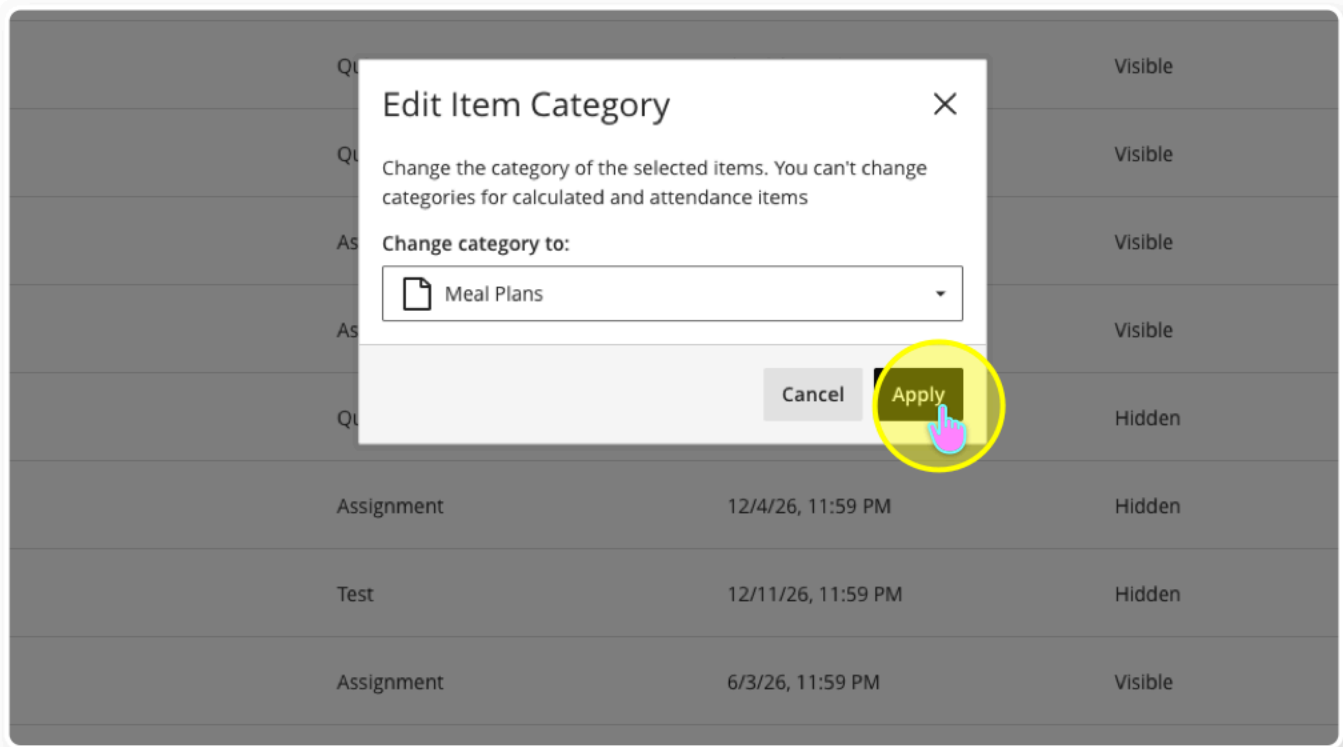 Visible
Edit Item Category
Visible
Change the category of the selected items. You can't change
categories for calculated and attendance items
Change category to:
Visible
Meal Plans
Visible
Cancel
Apply
Hidden
Assignment
12/4/26, 11:59 PM
Hidden
Test
12/11/26, 11:59 PM
Hidden
Assignment
6/3/26, 11:59 PM
Visible